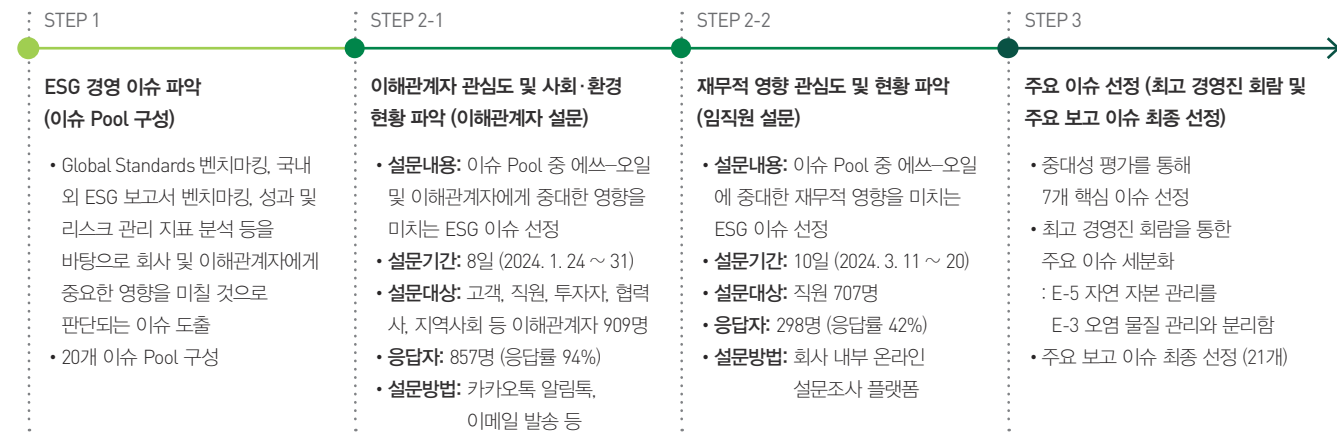 STEP 1
ESG 경영 이슈 파악
(이슈 Pool 구성)
• Global Standards 벤치마킹, 국내
외 ESG 보고서 벤치마킹, 성과 및
리스크 관리 지표 분석 등을
바탕으로 회사 및 이해관계자에게
중요한 영향을 미칠 것으로
판단되는 이슈 도출
• 20개 이슈 Pool 구성
STEP 2-1
이해관계자 관심도 및 사회·환경
현황 파악 (이해관계자 설문)
• 설문내용: 이슈 Pool 중 에쓰-오일
및 이해관계자에게 중대한 영향을
미치는 ESG 이슈 선정
• 설문기간: 8일 (2024. 1. 24 ~ 31)
• 설문대상: 고객, 직원, 투자자, 협력
사, 지역사회 등 이해관계자 909명
• 응답자: 857명 (응답률 94%)
• 설문방법: 카카오톡 알림톡,
이메일 발송 등
STEP 2-2
재무적 영향 관심도 및 현황 파악
(임직원 설문)
• 설문내용: 이슈 Pool 중 에쓰-오일
에 중대한 재무적 영향을 미치는
ESG 이슈 선정
• 설문기간: 10일 (2024. 3. 11 ~ 20)
• 설문대상: 직원 707명
• 응답자: 298명 (응답률 42%)
• 설문방법: 회사 내부 온라인
설문조사 플랫폼
STEP 3
주요 이슈 선정 (최고 경영진 회람 및
주요 보고 이슈 최종 선정)
• 중대성 평가를 통해
7개 핵심 이슈 선정
• 최고 경영진 회람을 통한
주요 이슈 세분화
: E-5 자연 자본 관리를
E-3 오염 물질 관리와 분리함
• 주요 보고 이슈 최종 선정 (21개)